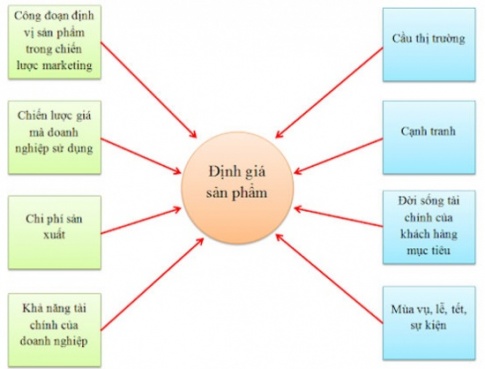 Công đoạn định
vị sản phẩm
trong chiến
lược marketing
Chiến lược giá
mà doanh
nghiệp sử dụng
Chi phí sản
xuất
Khả năng tài
chính của
doanh nghiệp
Định giá
sản phẩm
Cầu thị trường
Cạnh tranh
Đời sống tài
chính của
khách hàng
mục tiêu
Mùa vụ, lễ, tết,
sự kiện